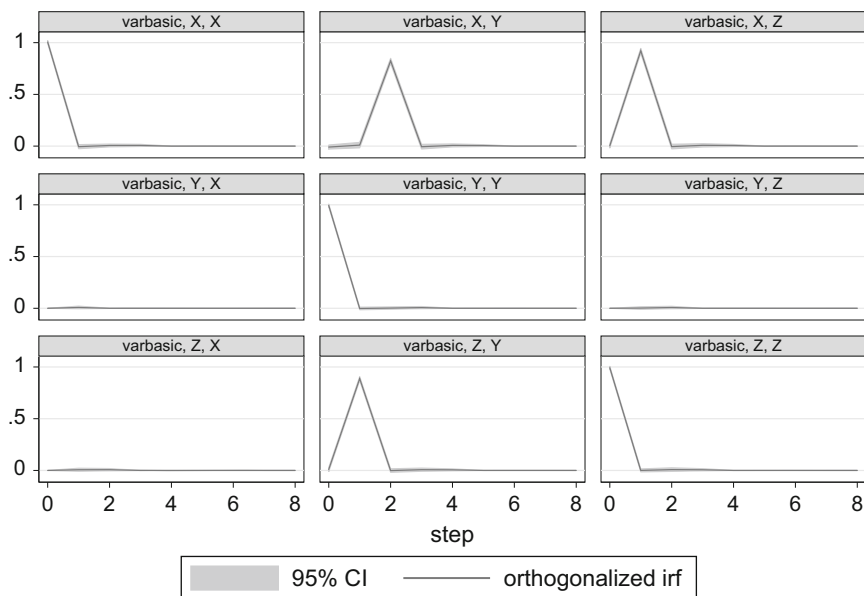 varbasic, X, X varbasic, X, Y varbasic, X, Z
1
.5
0
varbasic, Y, X varbasic, Y, Y varbasic, Y, Z
1
.5
0
varbasic, Z, X varbasic, Z, Y varbasic, Z, Z
1
.5
0
0 2 4 6 8 0 2 4 6 8 0 2 4 6 8
step
95% CI orthogonalized irf